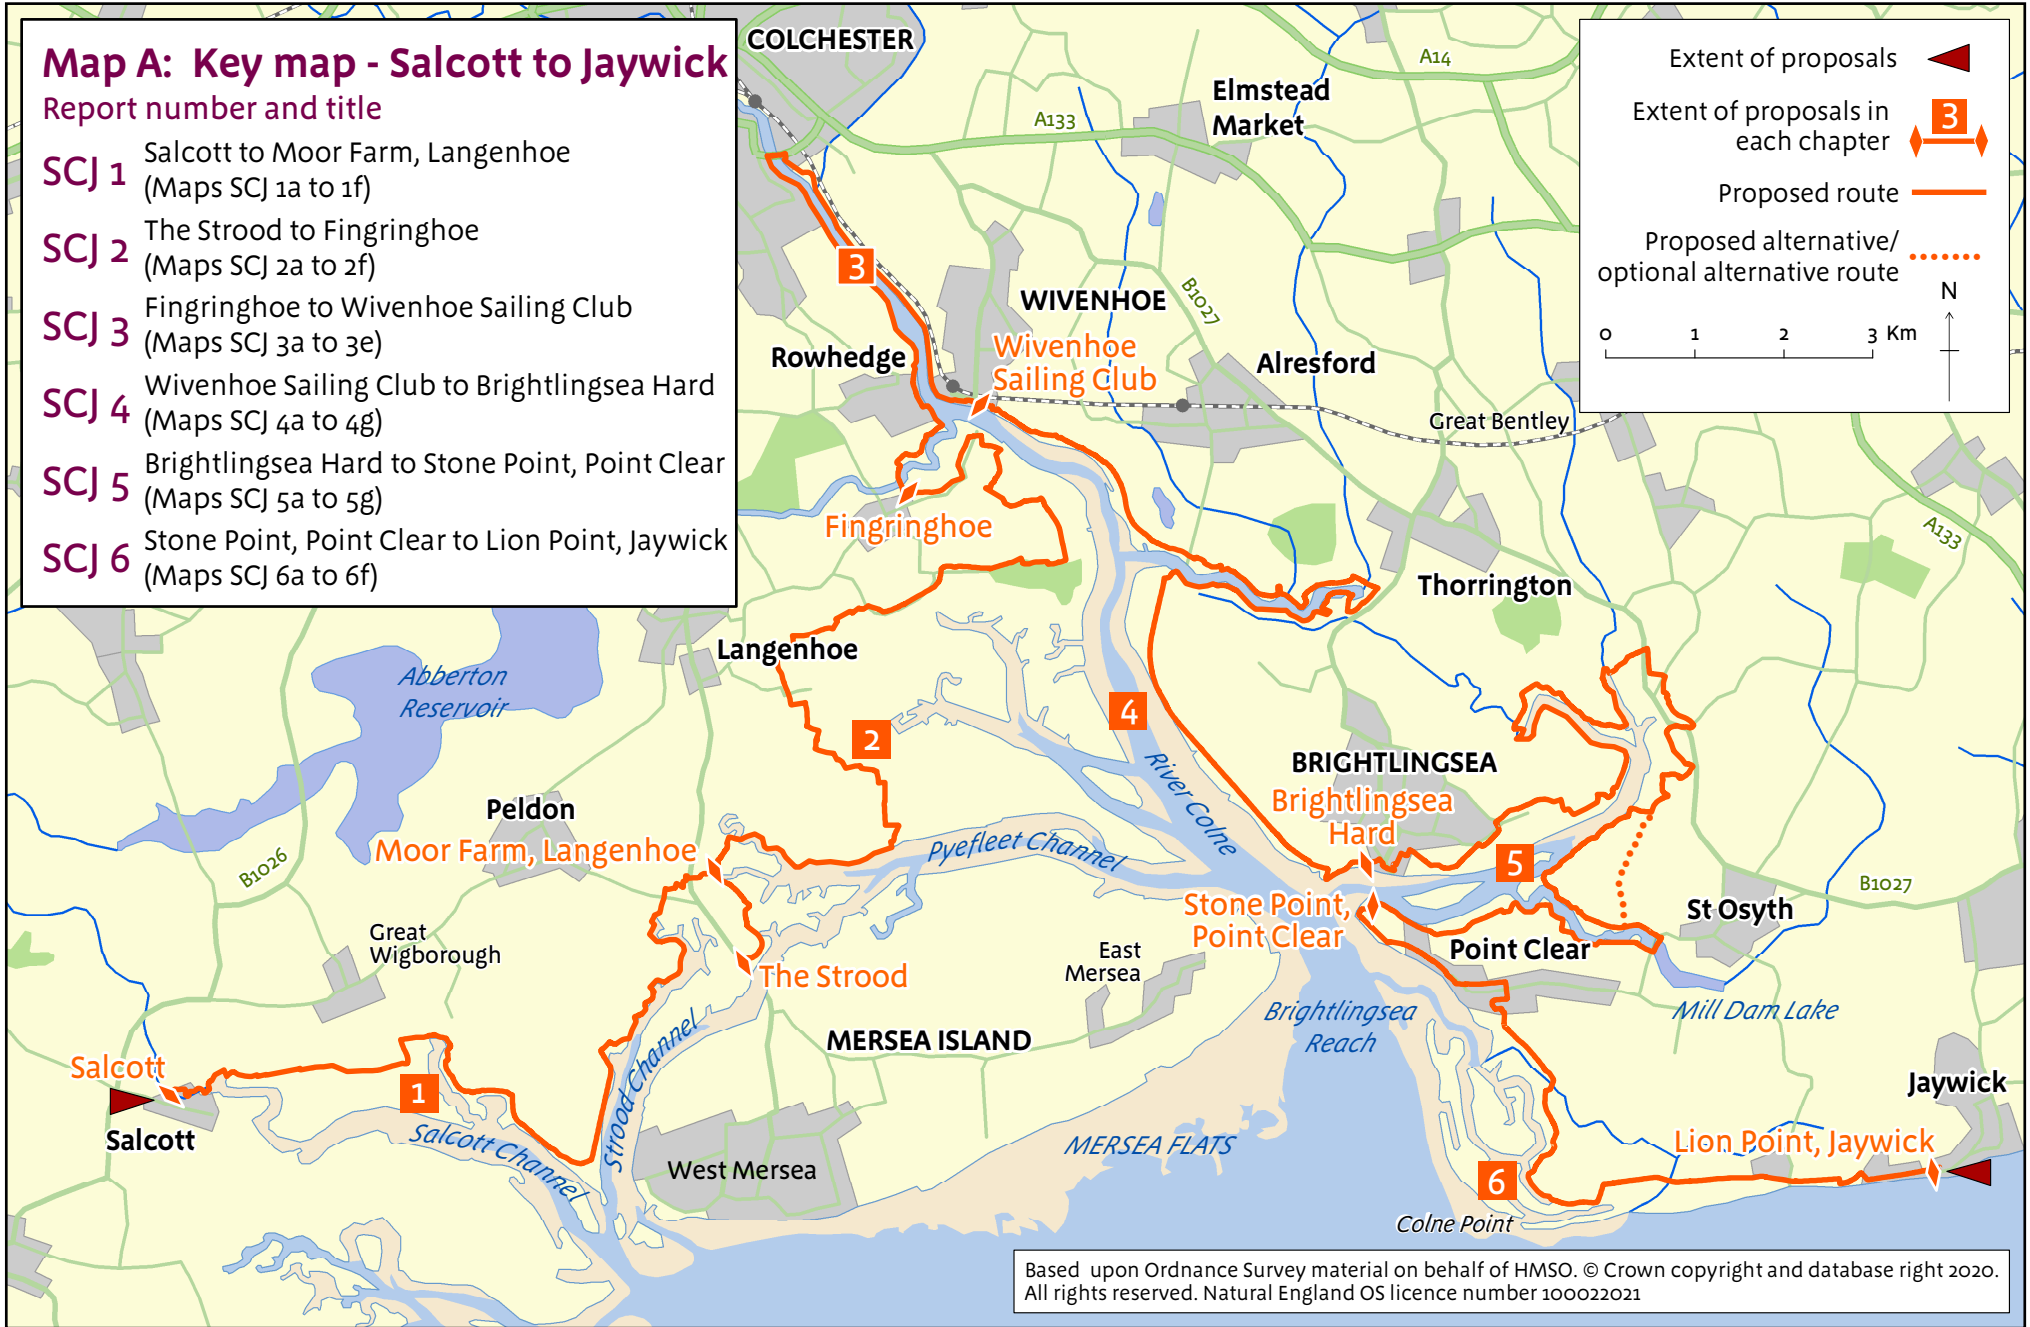 Map A: Key map - Salcott to Jaywick
Report number and title
SCJ 1
Salcott to Moor Farm, Langenhoe
(Maps SCJ 1a to 1f)
SCJ 2
The Strood to Fingringhoe
(Maps SCJ 2a to 2f)
SCJ 3
Fingringhoe to Wivenhoe Sailing Club
(Maps SCJ 3a to 3e)
SCJ 4
Wivenhoe Sailing Club to Brightlingsea Hard
(Maps SCJ 4a to 4g)
SCJ 5
Brightlingsea Hard to Stone Point, Point Clear
(Maps SCJ 5a to 5g)
SCJ 6
Stone Point, Point Clear to Lion Point, Jaywick
(Maps SCJ 6a to 6f)
Extent of proposals
Extent of proposals in
each chapter
3
Proposed route
Proposed alternative/
optional alternative route
N
0 1 2 3 Km
COLCHESTER
A14
Elmstead
Market
A133
3
WIVENHOE
B1027
Rowhedge
Wivenhoe
Sailing Club
Alresford
Great Bentley
Fingringhoe
A133
Thorrington
Langenhoe
Abberton
Reservoir
2
4
River Colne
BRIGHTLINGSEA
Brightlingsea
Hard
Peldon
Moor Farm, Langenhoe
Pyefleet Channel
B1026
5
B1027
Stone Point,
Point Clear
St Osyth
Great
Wigborough
East
Mersea
Point Clear
The Strood
Mill Dam Lake
Brightlingsea
Reach
MERSEA ISLAND
Strood Channel
Salcott
1
Jaywick
Salcott
Salcott Channel
MERSEA FLATS
Lion Point, Jaywick
West Mersea
6
Colne Point
Based upon Ordnance Survey material on behalf of HMSO. © Crown copyright and database right 2020.
All rights reserved. Natural England OS licence number 100022021